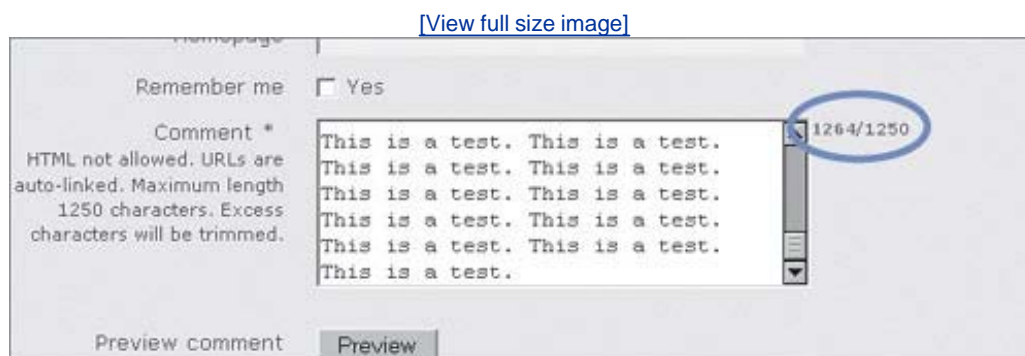 [View full size image]
Homepage
Remember me Yes
Comment * 1264/1250
HTML not allowed. URLs are
auto-linked. Maximum length
1250 characters. Excess
characters will be trimmed.
This is a test. This is a test.
This is a test. This is a test.
This is a test. This is a test.
This is a test. This is a test.
This is a test. This is a test.
This is a test.
Preview comment Preview